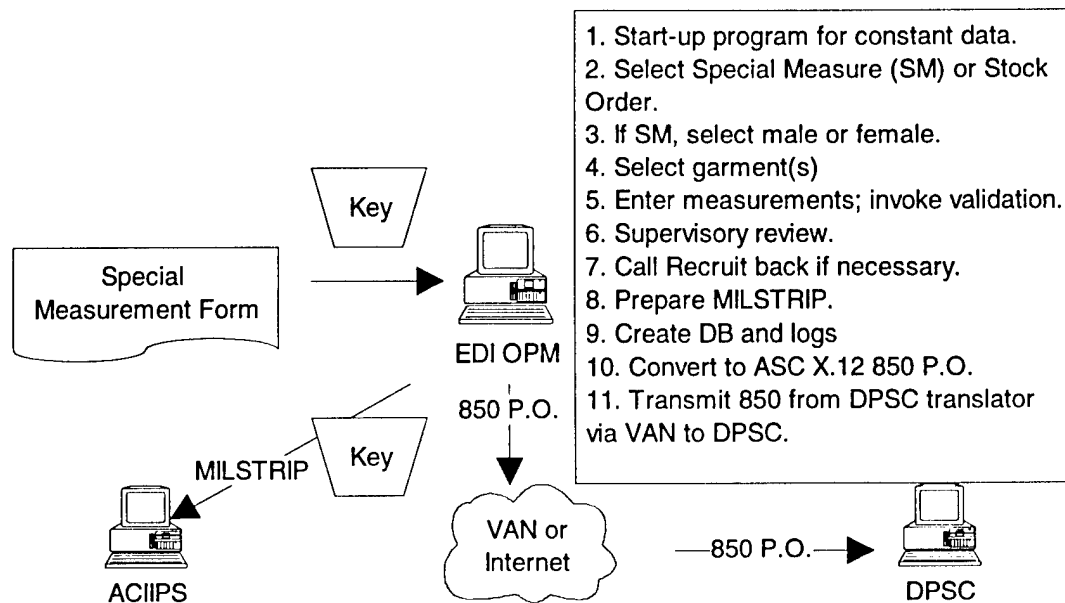 1. Start-up program for constant data.
2. Select Special Measure (SM) or Stock
Order.
3. If SM, select male or female.
4. Select garment(s)
5. Enter measurements; invoke validation.
6. Supervisory review.
7. Call Recruit back if necessary.
8. Prepare MILSTRIP.
9. Create DB and logs
10. Convert to ASC X.12 850 P.O.
11. Transmit 850 from DPSC translator
via VAN to DPSC.
Key
Special
Measurement Form
EDI OPM
850 P.O.
Key
MILSTRIP
ACIIPS
VAN or
Internet
850 P.O.
DPSC